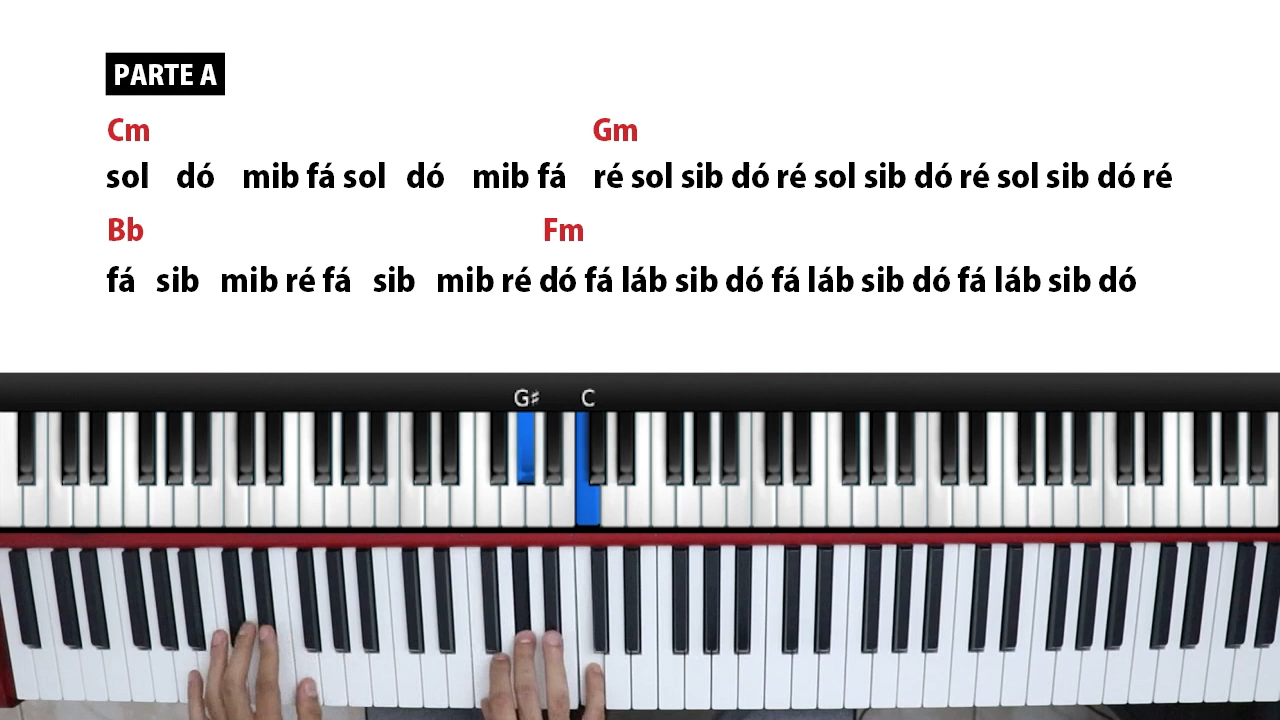 PARTE A
Cm Gm
sol dó mib fá sol dó mib fá ré sol sib dó ré sol sib dó ré sol sib dó ré
Bb Fm
fá sib mib ré fá sib mib ré dó fá láb sib dó fá láb sib dó fá láb sib dó
G♯ C